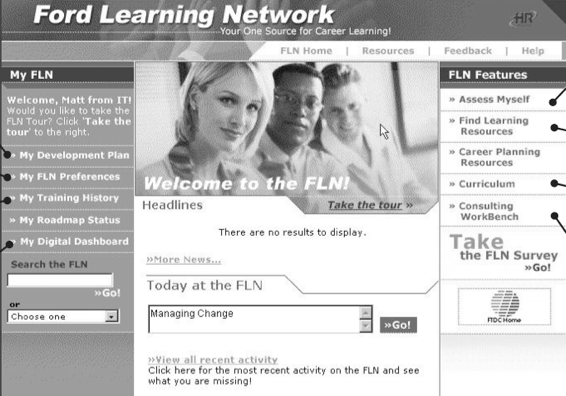 Ford Learning Network
Your One Source for Career Learning!
HR
FLN Home | Resources | Feedback | Help
My FLN
Welcome, Matt from IT!
Would you like to take the
FLN Tour? Click 'Take the
tour' to the right.
» My Development Plan
» My FLN Preferences
» My Training History
» My Roadmap Status
» My Digital Dashboard
Search the FLN
»Go!
or
Choose one
Welcome to the FLN!
Headlines
Take the tour »
There are no results to display.
»More News...
Today at the FLN
Managing Change
»Go!
»View all recent activity
Click here for the most recent activity on the FLN and see
what you are missing!
FLN Features
» Assess Myself
» Find Learning
Resources
» Career Planning
Resources
» Curriculum
» Consulting
WorkBench
Take
the FLN Survey
»Go!
FTDC Home